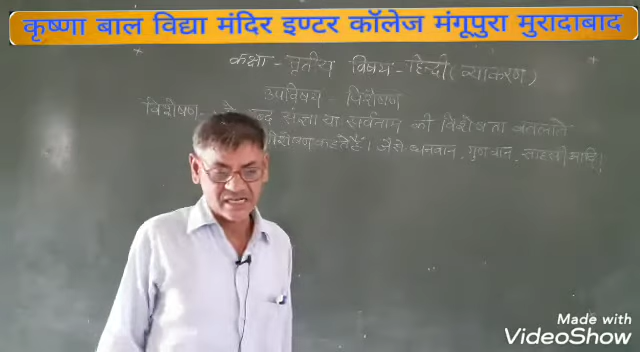 कृष्णा बाल विद्या मंदिर इण्टर कॉलेज मंगूपुरा मुरादाबाद
कक्षा - तृतीय विषय - हिन्दी (व्याकरण)
उपविषय - विशेषण
विशेषण - शब्द संज्ञा या सर्वनाम की विशेषता बतलाते
विशेषण कहते हैं। जैसे धनवान, गुणवान, साहसी आदि।
Made with
VideoShow